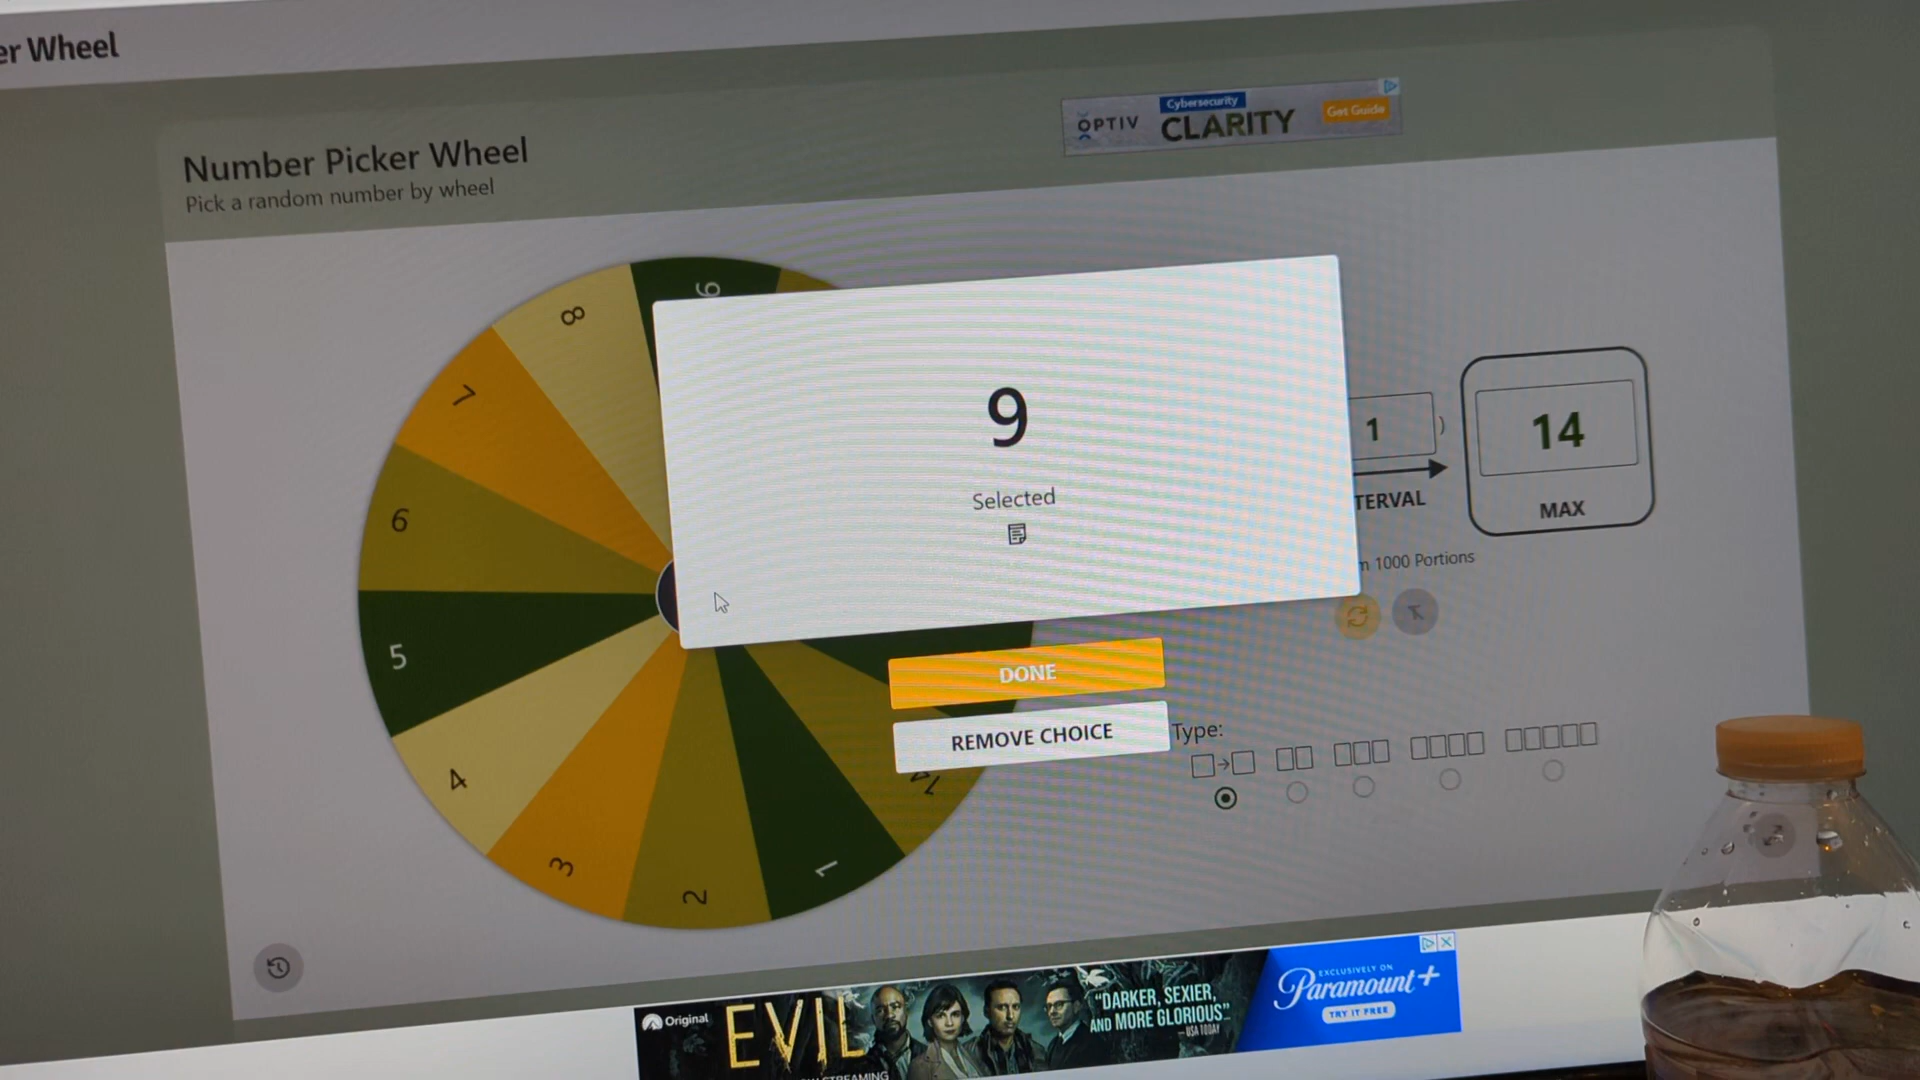 er Wheel
Number Picker Wheel
Pick a random number by wheel
OPTIV
Cybersecurity
CLARITY
Get Guide
9
8
7
6
5
4
3
2
1
9
Selected
1
TERVAL
14
MAX
1000 Portions
DONE
REMOVE CHOICE
Type:
Original
EVIL
"DARKER, SEXIER,
AND MORE GLORIOUS"
—USA TODAY
STREAMING
EXCLUSIVELY ON
Paramount+
TRY IT FREE